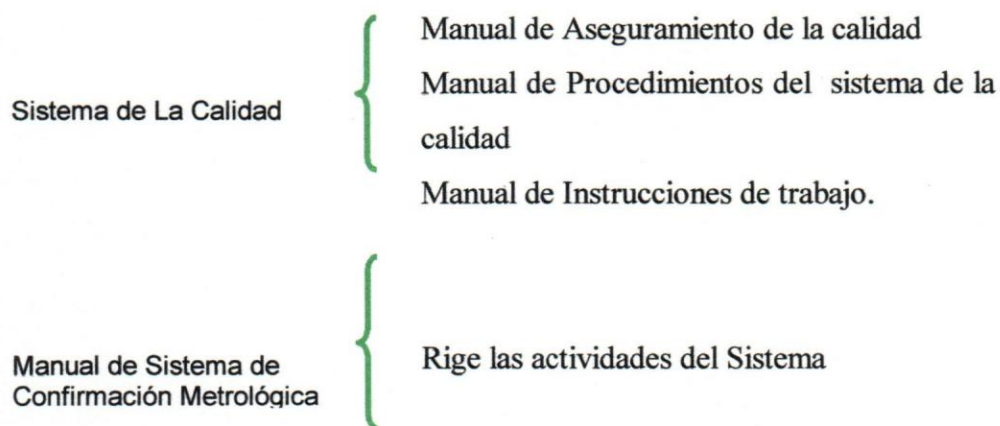 Sistema de La Calidad
Manual de Aseguramiento de la calidad
Manual de Procedimientos del sistema de la
calidad
Manual de Instrucciones de trabajo.
Manual de Sistema de
Confirmación Metrológica
Rige las actividades del Sistema